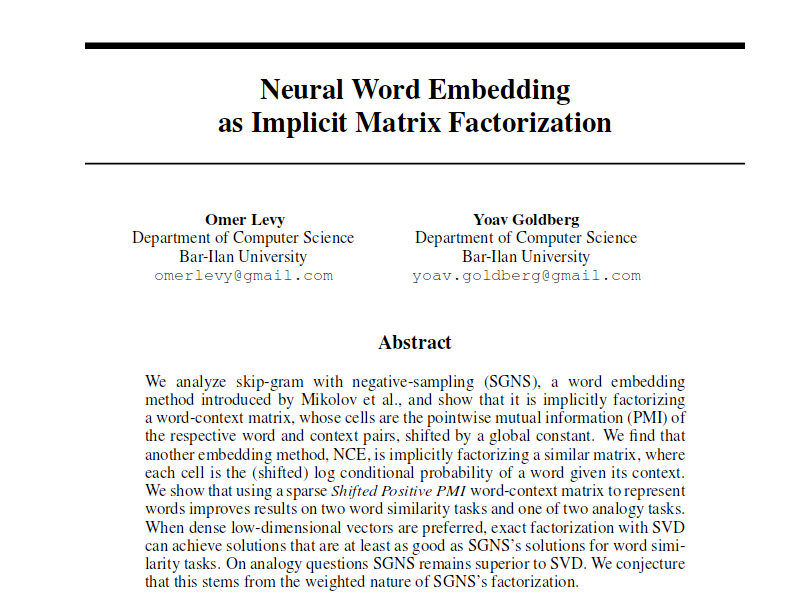 Neural Word Embedding
as Implicit Matrix Factorization
Omer Levy
Department of Computer Science
Bar-Ilan University
omerlevy@gmail.com
Yoav Goldberg
Department of Computer Science
Bar-Ilan University
yoav.goldberg@gmail.com
Abstract
We analyze skip-gram with negative-sampling (SGNS), a word embedding
method introduced by Mikolov et al., and show that it is implicitly factorizing
a word-context matrix, whose cells are the pointwise mutual information (PMI) of
the respective word and context pairs, shifted by a global constant. We find that
another embedding method, NCE, is implicitly factorizing a similar matrix, where
each cell is the (shifted) log conditional probability of a word given its context.
We show that using a sparse Shifted Positive PMI word-context matrix to represent
words improves results on two word similarity tasks and one of two analogy tasks.
When dense low-dimensional vectors are preferred, exact factorization with SVD
can achieve solutions that are at least as good as SGNS's solutions for word simi-
larity tasks. On analogy questions SGNS remains superior to SVD. We conjecture
that this stems from the weighted nature of SGNS's factorization.